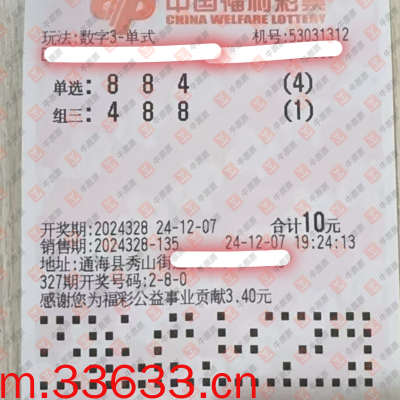 中国福利彩票
CHINA WELFARE LOTTERY
玩法:数字3-单式 机号:53031312
单选: 8 8 4 (4)
组三: 4 8 8 (1)
开奖期:2024328 24-12-07 合计10元
销售期:2024328-135 24-12-07 19:24:13
地址:通海县秀山街
327期开奖号码:2-8-0
感谢您为福彩公益事业贡献3.40元
m.33633.cn